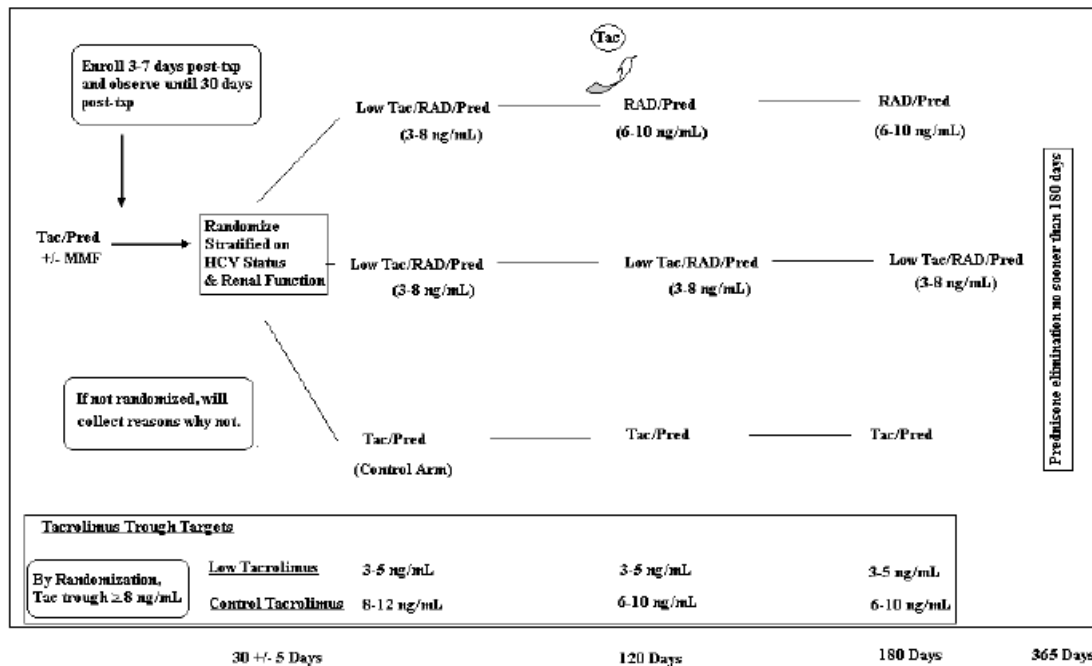 Tac
Enroll 3-7 days post-txp
and observe until 30 days
post-txp
Low Tac/RAD/Pred
(3-8 ng/mL)
RAD/Pred
(6-10 ng/mL)
RAD/Pred
(6-10 ng/mL)
Tac/Pred
+/- MMF
Randomize
Stratified on
HCV Status
& Renal Function
Low Tac/RAD/Pred
(3-8 ng/mL)
Low Tac/RAD/Pred
(3-8 ng/mL)
Low Tac/RAD/Pred
(3-8 ng/mL)
Prednisone elimination no sooner than 180 days
If not randomized, will
collect reasons why not.
Tac/Pred
(Control Arm)
Tac/Pred
Tac/Pred
Tacrolimus Trough Targets
By Randomization,
Tac trough ≥8 ng/mL
Low Tacrolimus 3-5 ng/mL 3-5 ng/mL 3-5 ng/mL
Control Tacrolimus 8-12 ng/mL 6-10 ng/mL 6-10 ng/mL
30 +/- 5 Days 120 Days 180 Days 365 Days